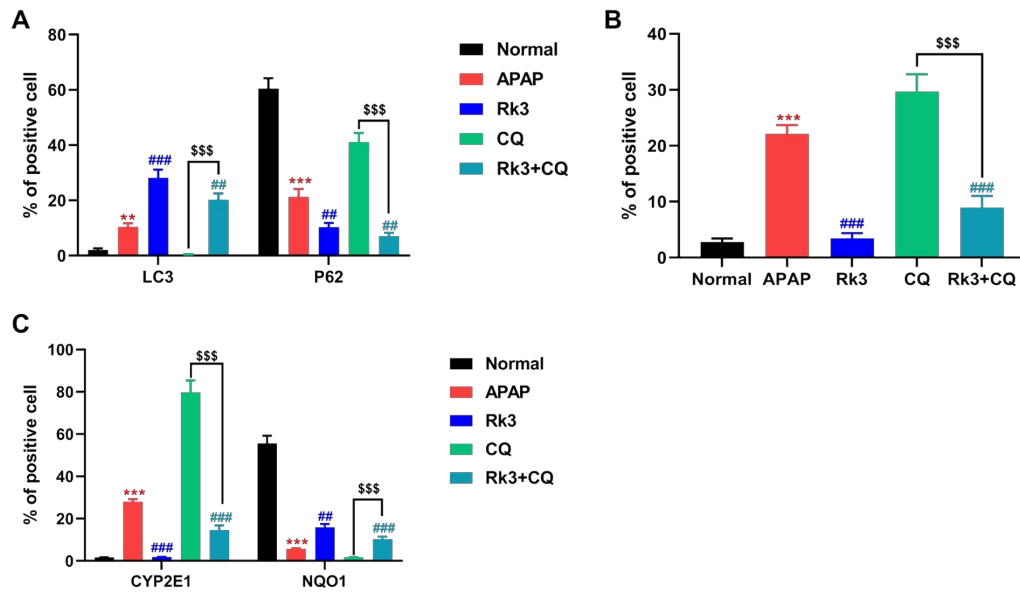 A
% of positive cell
80
60
40
20
0
** ### $$$ ##
*** ## $$$ ##
LC3 P62
Normal
APAP
Rk3
CQ
Rk3+CQ
B
% of positive cell
40
30
20
10
0
*** ### $$$ ###
Normal APAP Rk3 CQ Rk3+CQ
C
% of positive cell
100
80
60
40
20
0
*** ### $$$ ###
*** ## $$$ ###
CYP2E1 NQO1
Normal
APAP
Rk3
CQ
Rk3+CQ